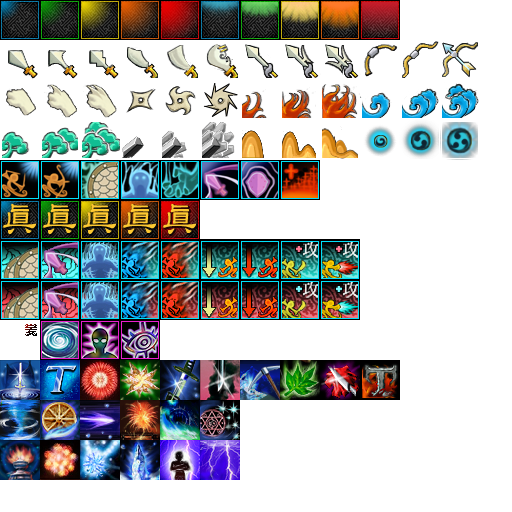 眞 眞 眞 眞 眞
+攻 +攻
+攻 +攻
T